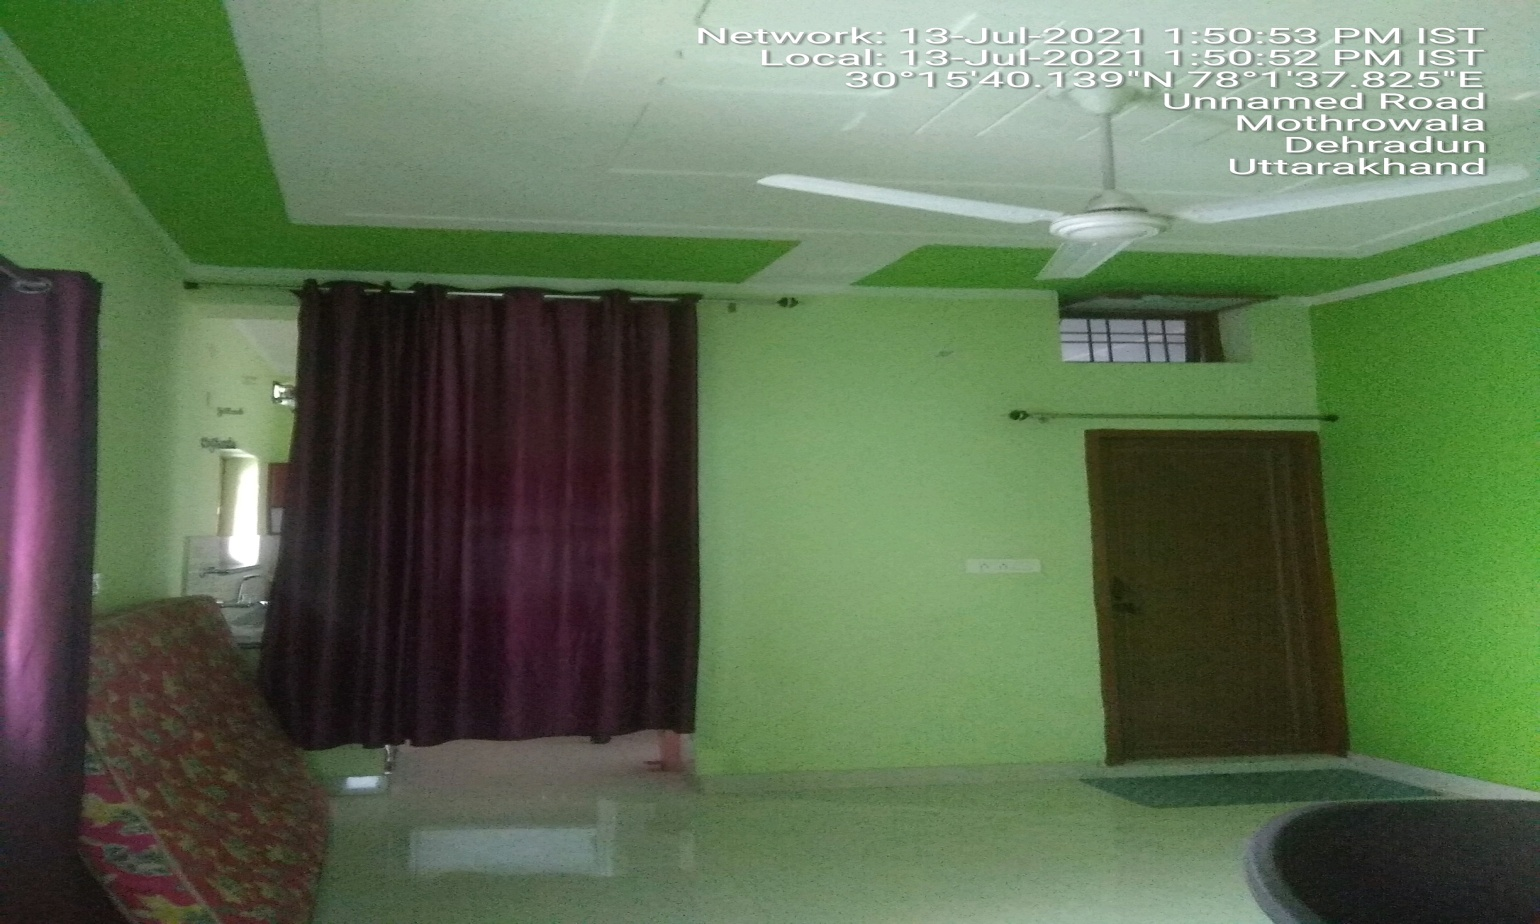 Network: 13-Jul-2021 1:50:53 PM IST
Local: 13-Jul-2021 1:50:52 PM IST
30°15'40.139"N 78°1'37.825"E
Unnamed Road
Mothrowala
Dehradun
Uttarakhand